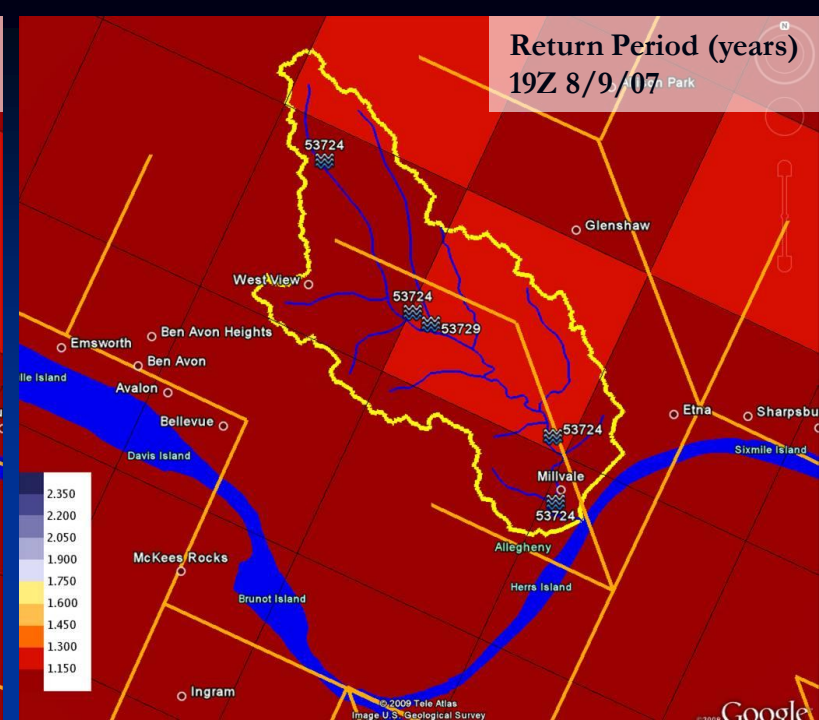 Return Period (years)
19Z 8/9/07
N
Park
53724
Glenshaw
West View
53724
53729
Ben Avon Heights
Emsworth
Ben Avon
lle Island
Avalon
Bellevue
Davis Island
Etna
Sharpsbu
53724
Sixmile Island
Millvale
53724
Allegheny
McKees Rocks
Herrs Island
Brunot Island
2.350
2.200
2.050
1.900
1.750
1.600
1.450
1.300
1.150
Ingram
© 2009 Tele Atlas
Image U.S. Geological Survey
Google